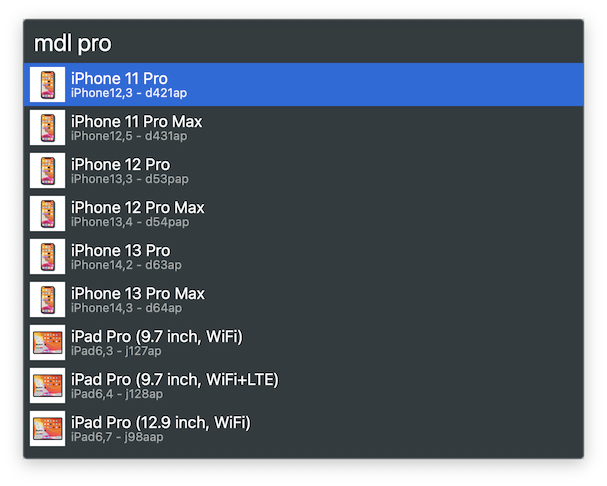 mdl pro
iPhone 11 Pro
iPhone12,3 - d421ap
iPhone 11 Pro Max
iPhone12,5 - d431ap
iPhone 12 Pro
iPhone13,3 - d53pap
iPhone 12 Pro Max
iPhone13,4 - d54pap
iPhone 13 Pro
iPhone14,2 - d63ap
iPhone 13 Pro Max
iPhone14,3 - d64ap
iPad Pro (9.7 inch, WiFi)
iPad6,3 - j127ap
iPad Pro (9.7 inch, WiFi+LTE)
iPad6,4 - j128ap
iPad Pro (12.9 inch, WiFi)
iPad6,7 - j98aap